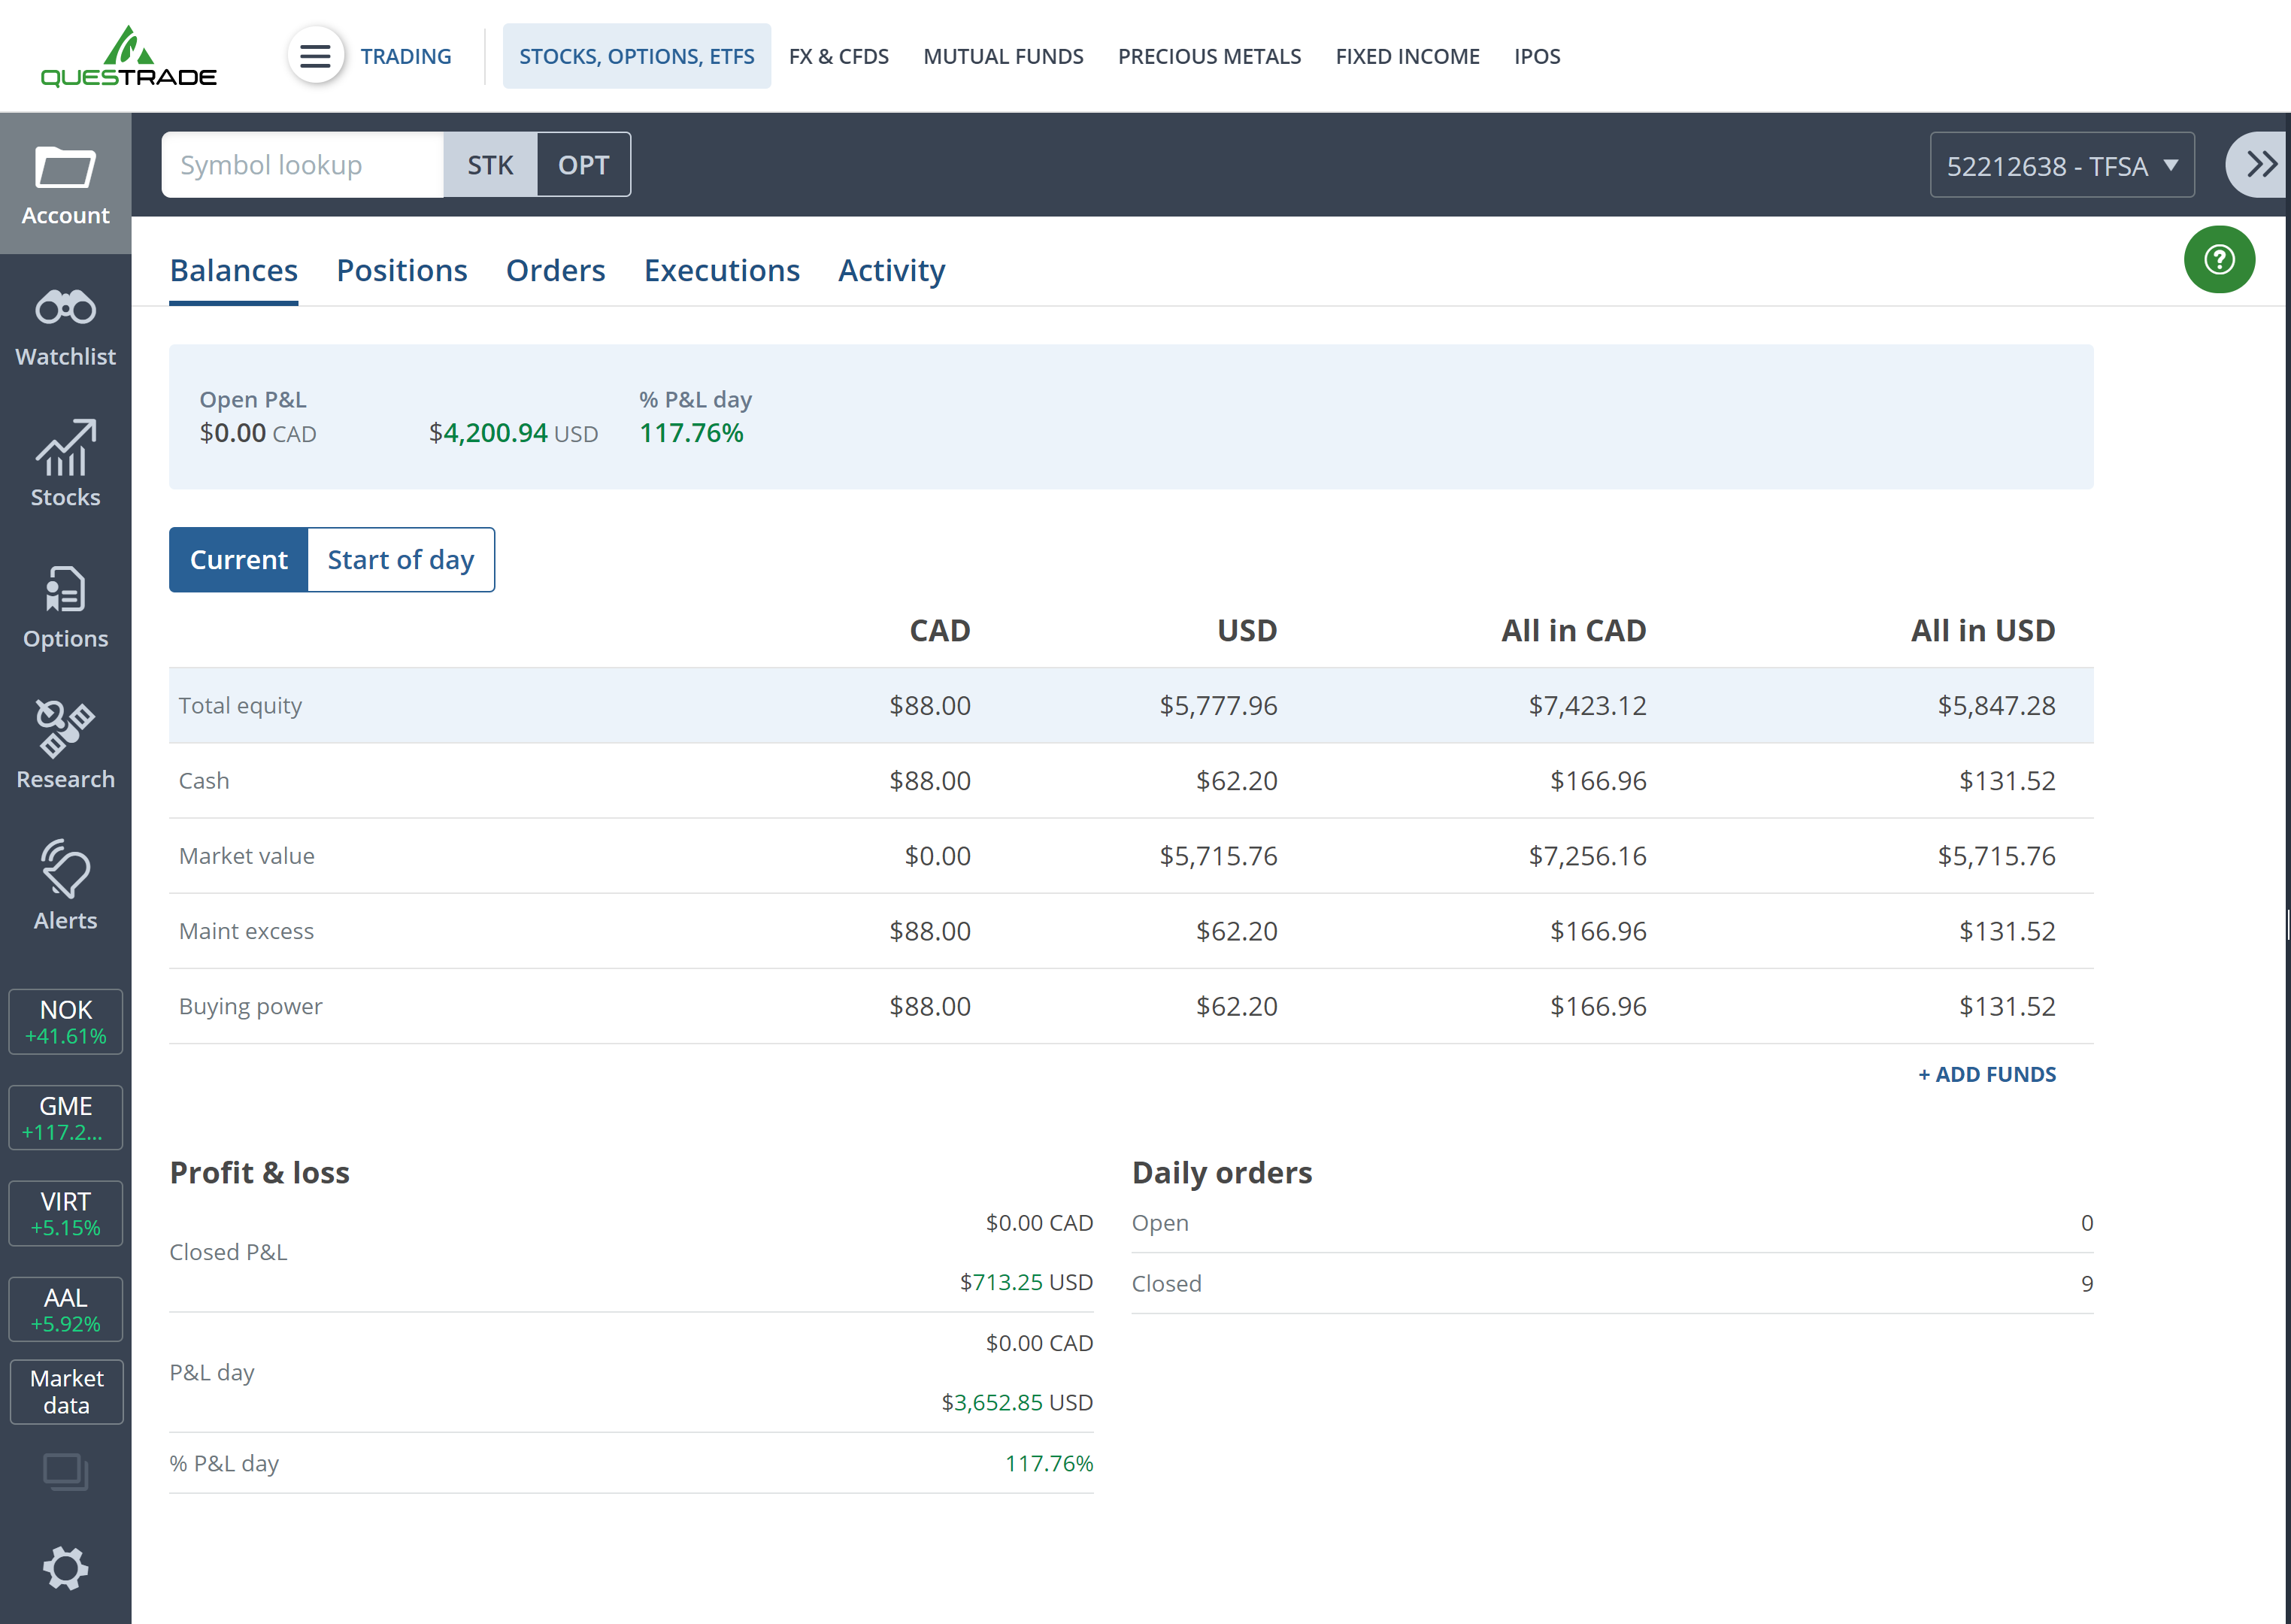 QUESTRADE
TRADING
STOCKS, OPTIONS, ETFS
FX & CFDS
MUTUAL FUNDS
PRECIOUS METALS
FIXED INCOME
IPOS
Account
Watchlist
Stocks
Options
Research
Alerts
NOK
+41.61%
GME
+117.2...
VIRT
+5.15%
AAL
+5.92%
Market
data
Symbol lookup STK OPT
52212638 - TFSA
Balances Positions Orders Executions Activity
?
Open P&L % P&L day
$0.00 CAD $4,200.94 USD 117.76%
Current Start of day
CAD USD All in CAD All in USD
Total equity $88.00 $5,777.96 $7,423.12 $5,847.28
Cash $88.00 $62.20 $166.96 $131.52
Market value $0.00 $5,715.76 $7,256.16 $5,715.76
Maint excess $88.00 $62.20 $166.96 $131.52
Buying power $88.00 $62.20 $166.96 $131.52
+ ADD FUNDS
Profit & loss
$0.00 CAD
Closed P&L
$713.25 USD
$0.00 CAD
P&L day
$3,652.85 USD
% P&L day 117.76%
Daily orders
Open 0
Closed 9